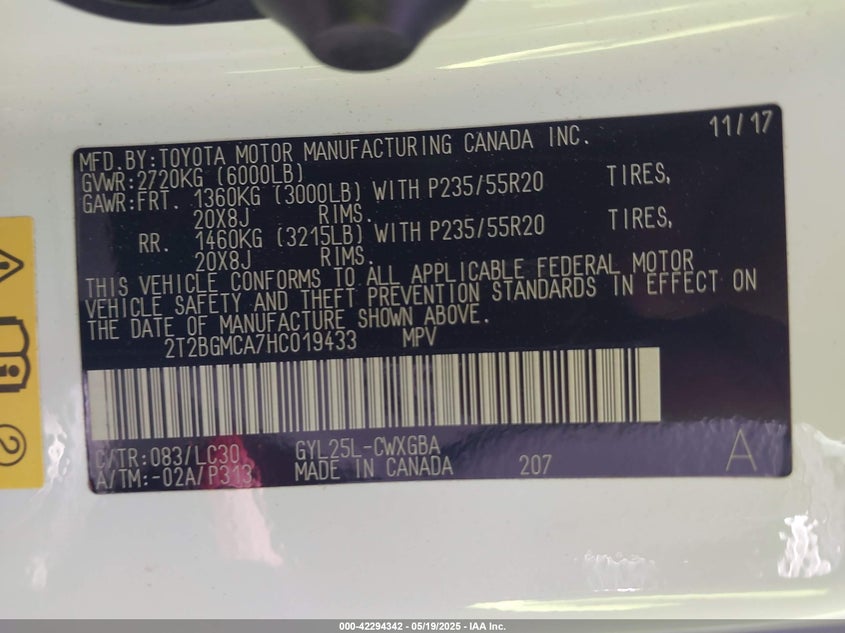 11/17
MFD.BY:TOYOTA MOTOR MANUFACTURING CANADA INC.
GVWR:2720KG (6000LB)
GAWR:FRT. 1360KG (3000LB) WITH P235/55R20 TIRES,
20X8J RIMS.
RR. 1460KG (3215LB) WITH P235/55R20 TIRES,
20X8J RIMS.
THIS VEHICLE CONFORMS TO ALL APPLICABLE FEDERAL MOTOR
VEHICLE SAFETY AND THEFT PREVENTION STANDARDS IN EFFECT ON
THE DATE OF MANUFACTURE SHOWN ABOVE.
2T2BGMCA7HC019433 MPV
C/TR:083/LC30 GYL25L-CWXGBA
A/TM:-02A/P313 MADE IN CANADA 207 A
2
000-42294342 / 05/19/2025 - IAA Inc.